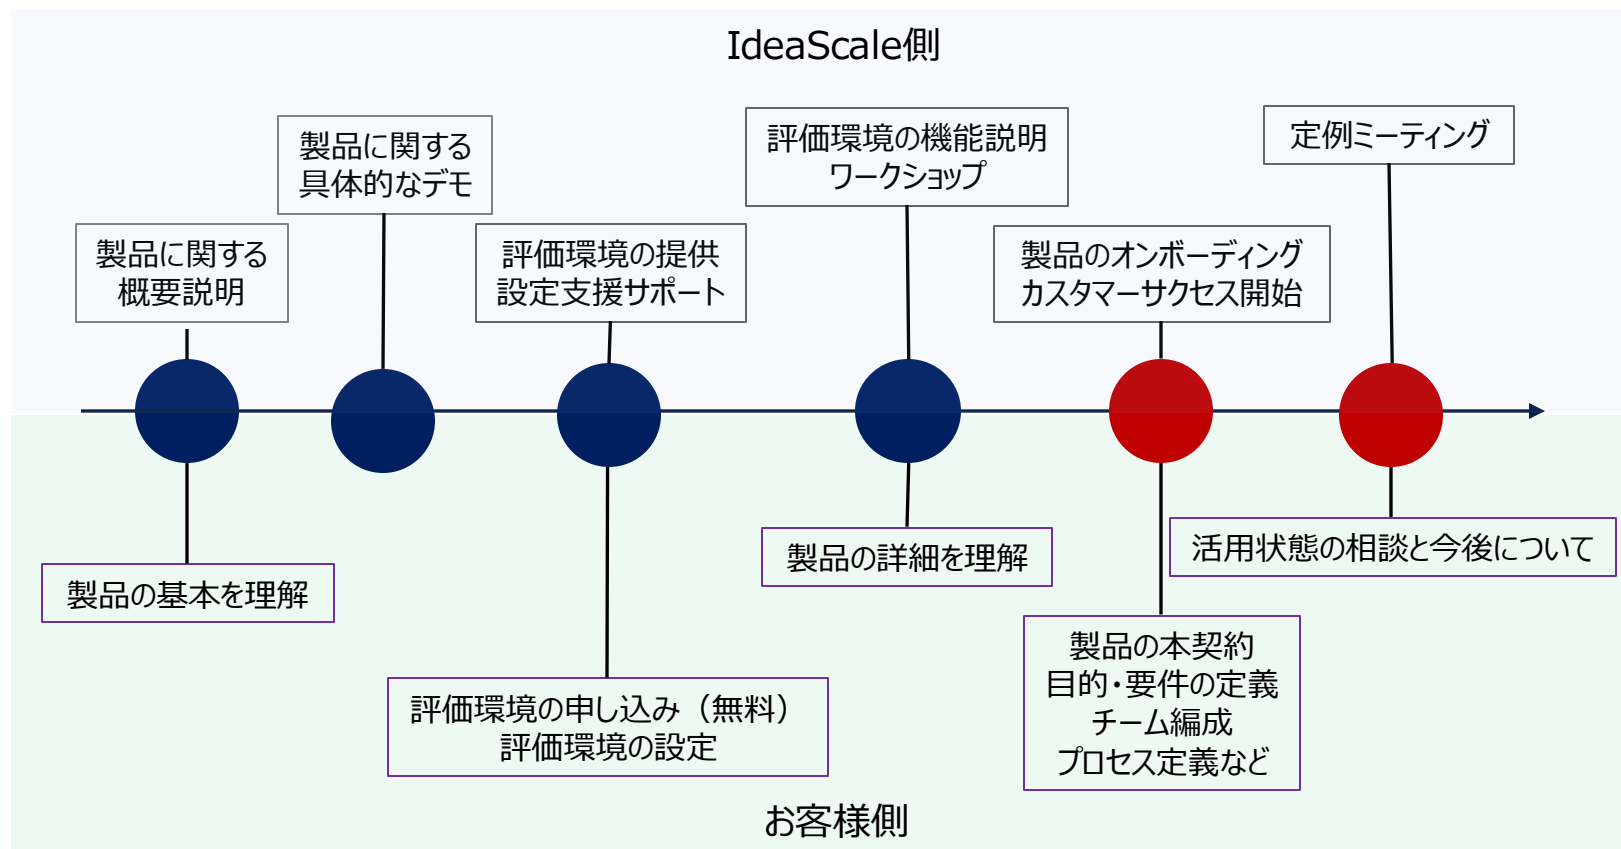 IdeaScale側
製品に関する
概要説明
製品に関する
具体的なデモ
評価環境の提供
設定支援サポート
評価環境の機能説明
ワークショップ
製品のオンボーディング
カスタマーサクセス開始
定例ミーティング
製品の基本を理解
評価環境の申し込み（無料）
評価環境の設定
製品の詳細を理解
製品の本契約
目的・要件の定義
チーム編成
プロセス定義など
活用状態の相談と今後について
お客様側